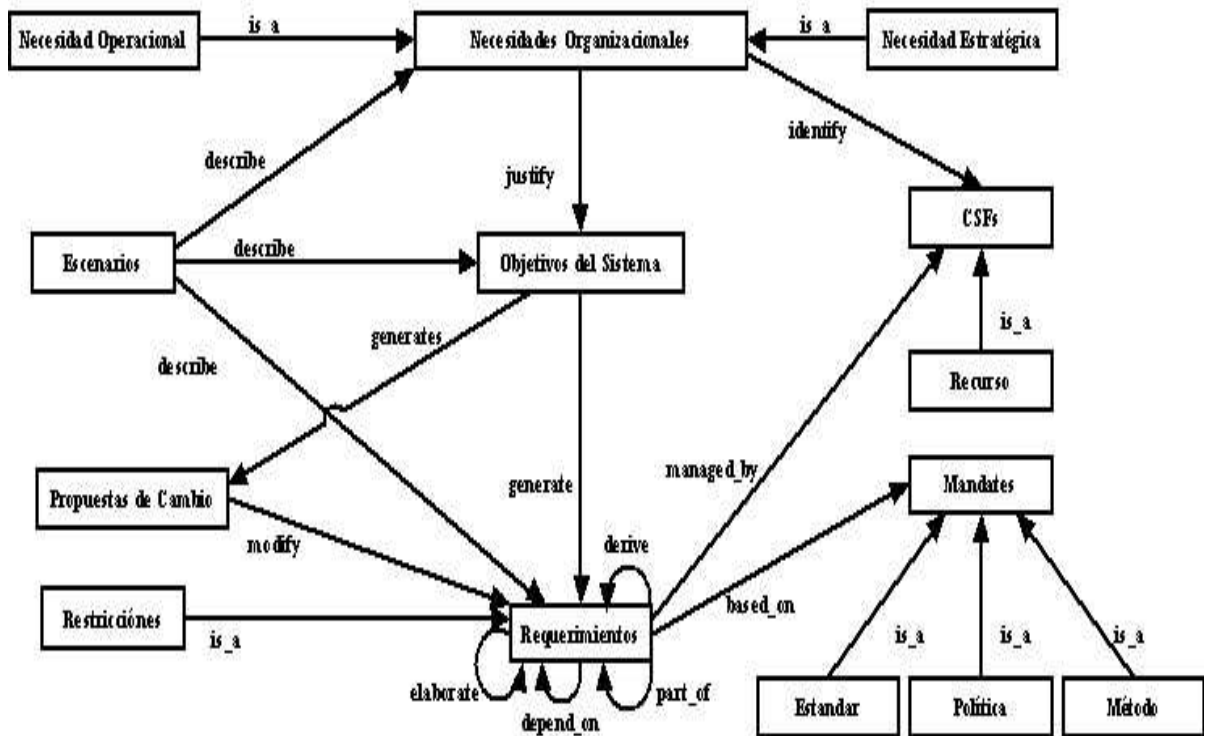 Necesidad Operacional
is_a
Necesidades Organizacionales
is_a
Necesidad Estratégica
identify
describe
justify
CSFs
Escenarios
describe
Objetivos del Sistema
is_a
generates
describe
Recurso
managed_by
Mandates
Propuestas de Cambio
generate
modify
derive
based_on
Restricciónes
is_a
Requerimientos
is_a
is_a
is_a
elaborate
depend_on
part_of
Estandar
Política
Método